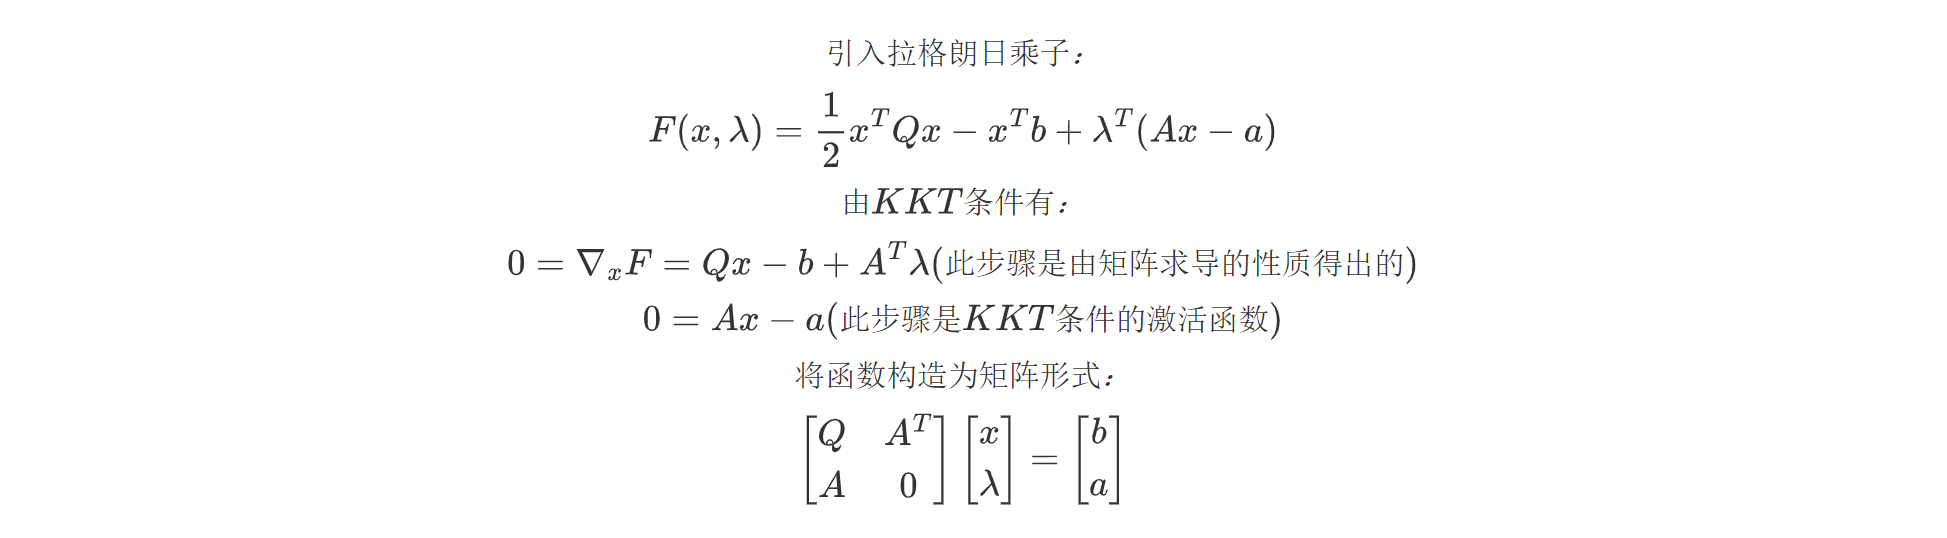 引入拉格朗日乘子：
$F(x,\lambda)=\frac{1}{2}x^TQx-x^Tb+\lambda^T(Ax-a)$
由$KKT$条件有：
$0=\nabla_xF=Qx-b+A^T\lambda$(此步骤是由矩阵求导的性质得出的)
$0=Ax-a$(此步骤是$KKT$条件的激活函数)
将函数构造为矩阵形式：
$\begin{bmatrix}Q & A^T\\A & 0\end{bmatrix}\begin{bmatrix}x\\\lambda\end{bmatrix}=\begin{bmatrix}b\\a\end{bmatrix}$